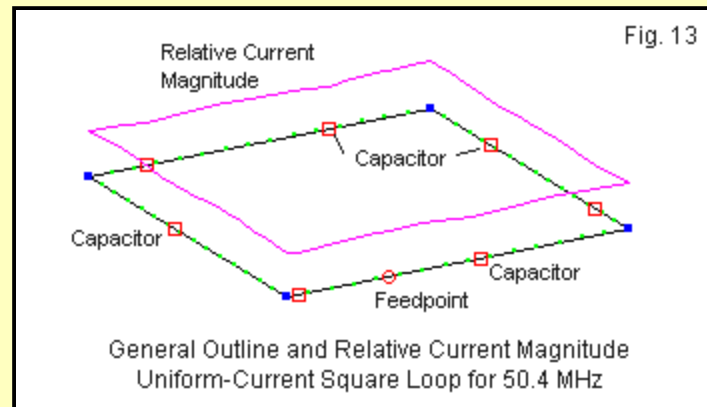 Fig. 13
Relative Current
Magnitude
Capacitor
Capacitor
Capacitor
Feedpoint
General Outline and Relative Current Magnitude
Uniform-Current Square Loop for 50.4 MHz